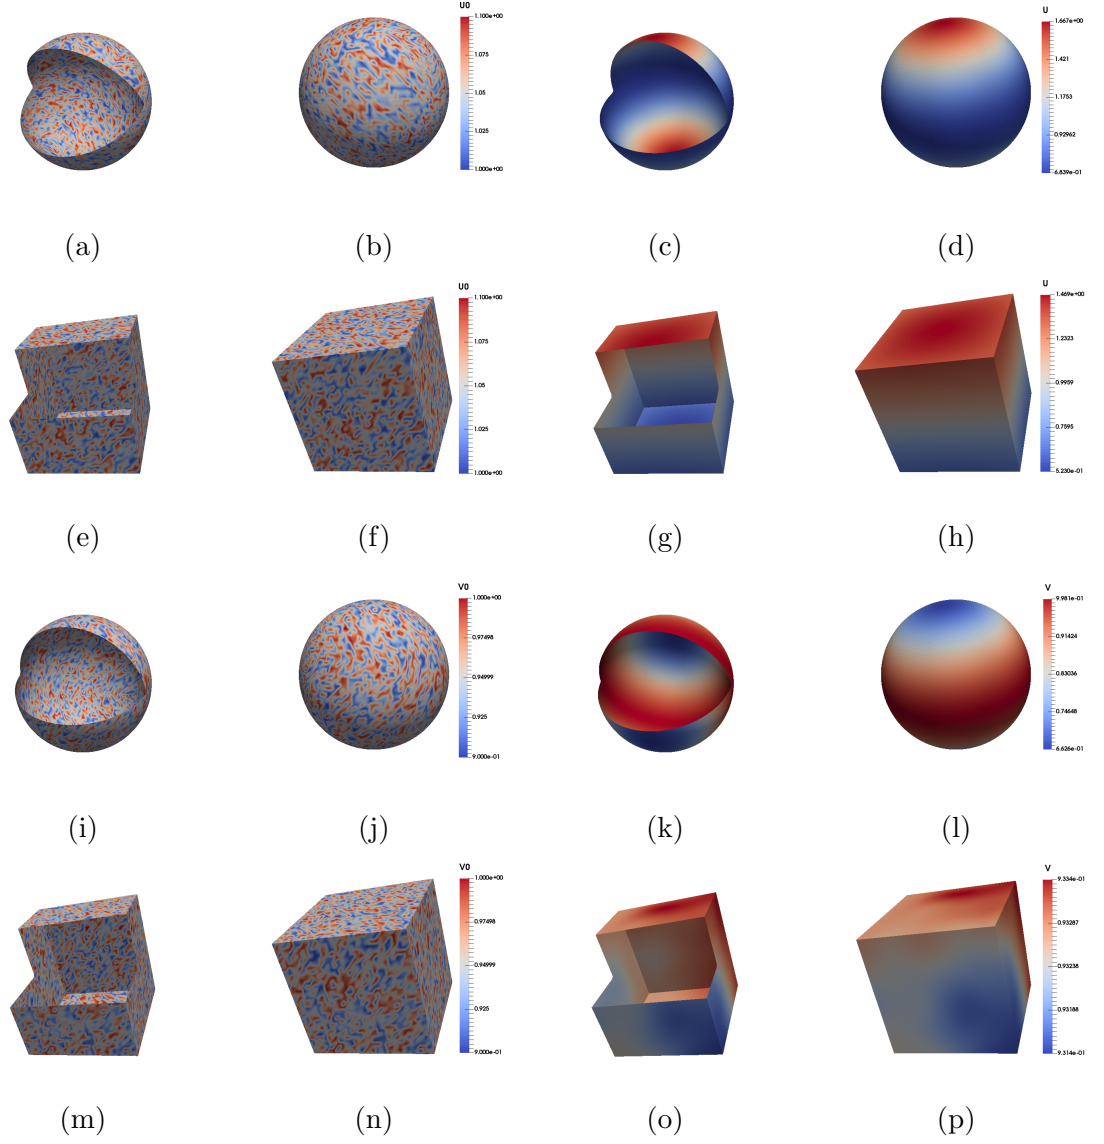 U0
1.100e+00
1.075
1.05
1.025
1.000e+00
U
1.667e+00
1.421
1.1753
0.92962
6.839e-01
(a) (b) (c) (d)
U0
1.100e+00
1.075
1.05
1.025
1.000e+00
U
1.469e+00
1.2323
0.9959
0.7695
5.230e-01
(e) (f) (g) (h)
V0
1.000e+00
0.97498
0.94999
0.925
9.000e-01
V
9.981e-01
0.91424
0.83036
0.74648
6.626e-01
(i) (j) (k) (l)
V0
1.000e+00
0.97498
0.94999
0.925
9.000e-01
V
9.334e-01
0.93287
0.93238
0.93188
9.314e-01
(m) (n) (o) (p)